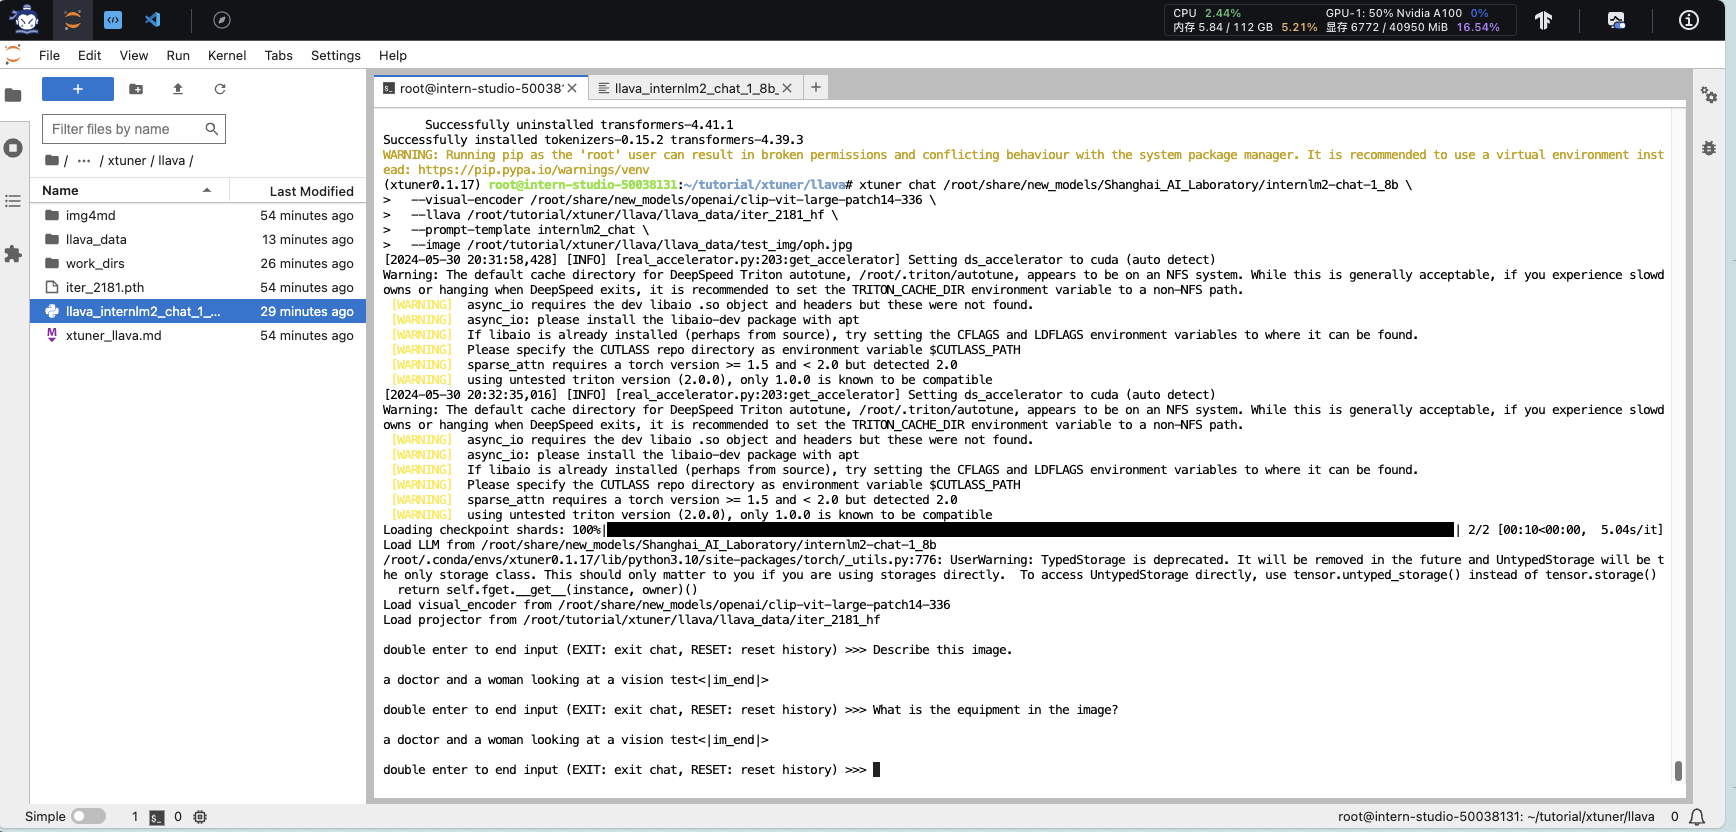 CPU 2.44% GPU-1: 50% Nvidia A100 0%
内存 5.84 / 112 GB 5.21% 显存 6772 / 40950 MiB 16.54%
File Edit View Run Kernel Tabs Settings Help
+
root@intern-studio-50038 llava_internlm2_chat_1_8b_ +
Filter files by name
/ ··· / xtuner / llava /
Name Last Modified
img4md 54 minutes ago
llava_data 13 minutes ago
work_dirs 26 minutes ago
iter_2181.pth 54 minutes ago
llava_internlm2_chat_1_... 29 minutes ago
xtuner_llava.md 54 minutes ago
Successfully uninstalled transformers-4.41.1
Successfully installed tokenizers-0.15.2 transformers-4.39.3
WARNING: Running pip as the 'root' user can result in broken permissions and conflicting behaviour with the system package manager. It is recommended to use a virtual environment inst
ead: https://pip.pypa.io/warnings/venv
(xtuner0.1.17) root@intern-studio-50038131:~/tutorial/xtuner/llava# xtuner chat /root/share/new_models/Shanghai_AI_Laboratory/internlm2-chat-1_8b \
> --visual-encoder /root/share/new_models/openai/clip-vit-large-patch14-336 \
> --llava /root/tutorial/xtuner/llava/llava_data/iter_2181_hf \
> --prompt-template internlm2_chat \
> --image /root/tutorial/xtuner/llava/llava_data/test_img/oph.jpg
[2024-05-30 20:31:58,428] [INFO] [real_accelerator.py:203:get_accelerator] Setting ds_accelerator to cuda (auto detect)
Warning: The default cache directory for DeepSpeed Triton autotune, /root/.triton/autotune, appears to be on an NFS system. While this is generally acceptable, if you experience slowd
owns or hanging when DeepSpeed exits, it is recommended to set the TRITON_CACHE_DIR environment variable to a non-NFS path.
[WARNING] async_io requires the dev libaio .so object and headers but these were not found.
[WARNING] async_io: please install the libaio-dev package with apt
[WARNING] If libaio is already installed (perhaps from source), try setting the CFLAGS and LDFLAGS environment variables to where it can be found.
[WARNING] Please specify the CUTLASS repo directory as environment variable $CUTLASS_PATH
[WARNING] sparse_attn requires a torch version >= 1.5 and < 2.0 but detected 2.0
[WARNING] using untested triton version (2.0.0), only 1.0.0 is known to be compatible
[2024-05-30 20:32:35,016] [INFO] [real_accelerator.py:203:get_accelerator] Setting ds_accelerator to cuda (auto detect)
Warning: The default cache directory for DeepSpeed Triton autotune, /root/.triton/autotune, appears to be on an NFS system. While this is generally acceptable, if you experience slowd
owns or hanging when DeepSpeed exits, it is recommended to set the TRITON_CACHE_DIR environment variable to a non-NFS path.
[WARNING] async_io requires the dev libaio .so object and headers but these were not found.
[WARNING] async_io: please install the libaio-dev package with apt
[WARNING] If libaio is already installed (perhaps from source), try setting the CFLAGS and LDFLAGS environment variables to where it can be found.
[WARNING] Please specify the CUTLASS repo directory as environment variable $CUTLASS_PATH
[WARNING] sparse_attn requires a torch version >= 1.5 and < 2.0 but detected 2.0
[WARNING] using untested triton version (2.0.0), only 1.0.0 is known to be compatible
Loading checkpoint shards: 100%| | 2/2 [00:10<00:00, 5.04s/it]
Load LLM from /root/share/new_models/Shanghai_AI_Laboratory/internlm2-chat-1_8b
/root/.conda/envs/xtuner0.1.17/lib/python3.10/site-packages/torch/_utils.py:776: UserWarning: TypedStorage is deprecated. It will be removed in the future and UntypedStorage will be t
he only storage class. This should only matter to you if you are using storages directly. To access UntypedStorage directly, use tensor.untyped_storage() instead of tensor.storage()
return self.fget.__get__(instance, owner)()
Load visual_encoder from /root/share/new_models/openai/clip-vit-large-patch14-336
Load projector from /root/tutorial/xtuner/llava/llava_data/iter_2181_hf
double enter to end input (EXIT: exit chat, RESET: reset history) >>> Describe this image.
a doctor and a woman looking at a vision test<|im_end|>
double enter to end input (EXIT: exit chat, RESET: reset history) >>> What is the equipment in the image?
a doctor and a woman looking at a vision test<|im_end|>
double enter to end input (EXIT: exit chat, RESET: reset history) >>>
Simple 1 0 root@intern-studio-50038131: ~/tutorial/xtuner/llava 0